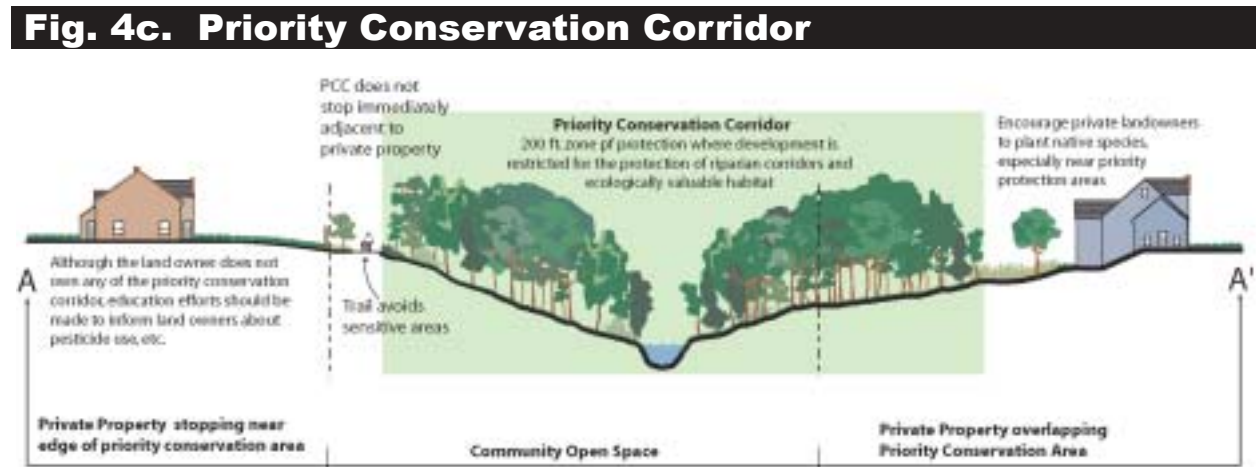 Fig. 4c. Priority Conservation Corridor
PCC does not
stop immediately
adjacent to
private property
Priority Conservation Corridor
200 ft. zone of protection where development is
restricted for the protection of riparian corridors and
ecologically valuable habitat
Encourage private landowners
to plant native species,
especially near priority
protection areas
A
Although the land owner does not
own any of the priority conservation
corridor, education efforts should be
made to inform land owners about
pesticide use, etc.
Trail avoids
sensitive areas
A'
Private Property stopping near
edge of priority conservation area
Community Open Space
Private Property overlapping
Priority Conservation Area